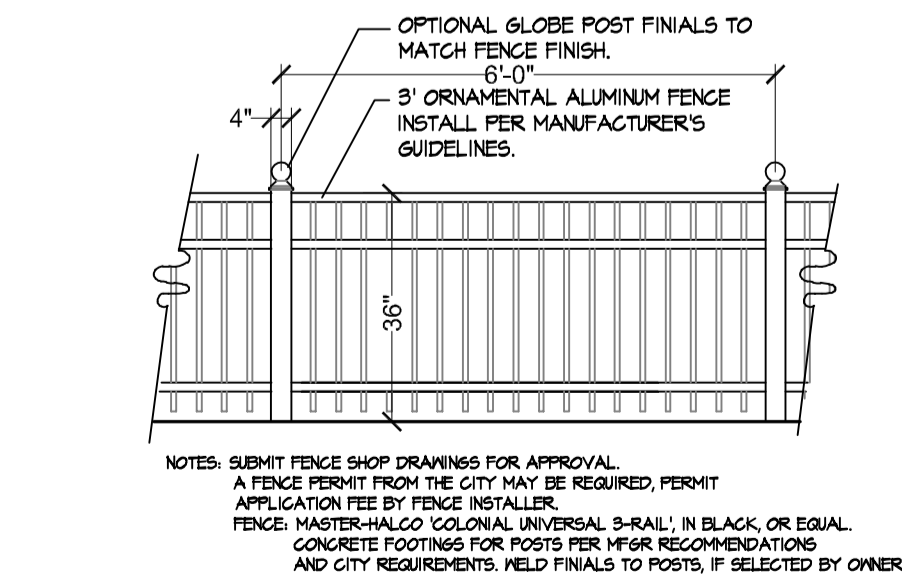 OPTIONAL GLOBE POST FINIALS TO
MATCH FENCE FINISH.
6'-0"
4"
3' ORNAMENTAL ALUMINUM FENCE
INSTALL PER MANUFACTURER'S
GUIDELINES.
36"
NOTES: SUBMIT FENCE SHOP DRAWINGS FOR APPROVAL.
A FENCE PERMIT FROM THE CITY MAY BE REQUIRED, PERMIT
APPLICATION FEE BY FENCE INSTALLER.
FENCE: MASTER-HALCO 'COLONIAL UNIVERSAL 3-RAIL', IN BLACK, OR EQUAL.
CONCRETE FOOTINGS FOR POSTS PER MFGR RECOMMENDATIONS
AND CITY REQUIREMENTS. WELD FINIALS TO POSTS, IF SELECTED BY OWNER